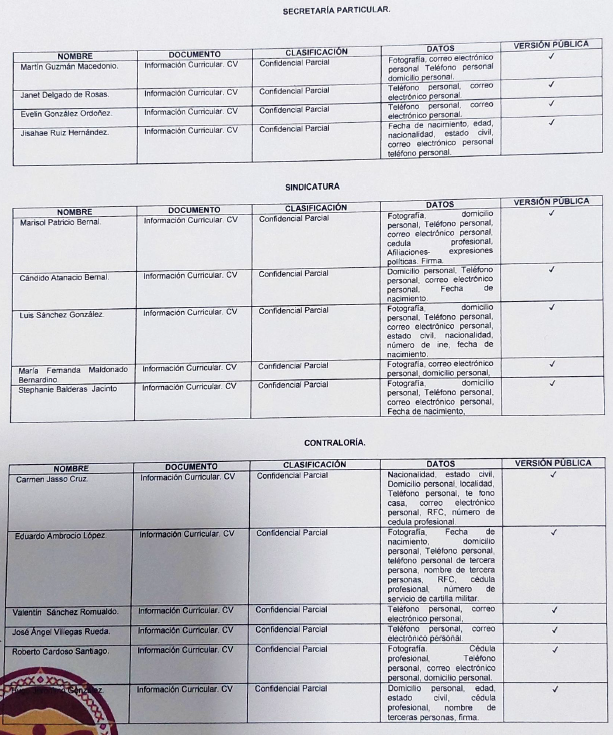 SECRETARÍA PARTICULAR.
NOMBRE DOCUMENTO CLASIFICACIÓN DATOS VERSIÓN PÚBLICA
Martín Guzmán Macedonio. Información Curricular. CV Confidencial Parcial Fotografía, correo electrónico ✓
personal Teléfono personal
domicilio personal.
Janet Delgado de Rosas. Información Curricular. CV Confidencial Parcial Teléfono personal, correo ✓
electrónico personal.
Evelin González Ordoñez. Información Curricular. CV Confidencial Parcial Teléfono personal, correo ✓
electrónico personal.
Jisahae Ruiz Hernández. Información Curricular. CV Confidencial Parcial Fecha de nacimiento, edad, ✓
nacionalidad, estado civil,
correo electrónico personal
teléfono personal.
SINDICATURA
NOMBRE DOCUMENTO CLASIFICACIÓN DATOS VERSIÓN PÚBLICA
Marisol Patricio Bernal. Información Curricular. CV Confidencial Parcial Fotografía, domicilio ✓
personal, Teléfono personal,
correo electrónico personal,
cedula profesional,
Afiliaciones- expresiones
políticas. Firma.
Cándido Atanacio Bernal. Información Curricular. CV Confidencial Parcial Domicilio personal, Teléfono ✓
personal, correo electrónico
personal, Fecha de
nacimiento.
Luis Sánchez González. Información Curricular. CV Confidencial Parcial Fotografía, domicilio ✓
personal, Teléfono personal,
correo electrónico personal,
estado civil, nacionalidad,
número de ine, fecha de
nacimiento.
María Fernanda Maldonado Información Curricular. CV Confidencial Parcial Fotografía, correo electrónico ✓
Bernardino personal, domicilio personal,
Stephanie Balderas Jacinto Información Curricular. CV Confidencial Parcial Fotografía, domicilio ✓
personal, Teléfono personal,
correo electrónico personal,
Fecha de nacimiento,
CONTRALORÍA.
NOMBRE DOCUMENTO CLASIFICACIÓN DATOS VERSIÓN PÚBLICA
Carmen Jasso Cruz. Información Curricular. CV Confidencial Parcial Nacionalidad, estado civil, ✓
Domicilio personal, localidad,
Teléfono personal, te fono
casa, correo electrónico
personal, RFC, número de
cedula profesional.
Eduardo Ambrocio López. Información Curricular. CV Confidencial Parcial Fotografía, Fecha de ✓
nacimiento, domicilio
personal, Teléfono personal,
teléfono personal de tercera
persona, nombre de tercera
personas, RFC, cédula
profesional, número de
servicio de cartilla militar.
Valentín Sánchez Romualdo. Información Curricular. CV Confidencial Parcial Teléfono personal, correo ✓
electrónico personal,
José Ángel Villegas Rueda. Información Curricular. CV Confidencial Parcial Teléfono personal, correo ✓
electrónico personal.
Roberto Cardoso Santiago. Información Curricular. CV Confidencial Parcial Fotografía, Cédula ✓
profesional, Teléfono
personal, correo electrónico
personal, domicilio personal.
González. Información Curricular. CV Confidencial Parcial Domicilio personal, edad, ✓
estado civil, cédula
profesional, nombre de
terceras personas, firma.